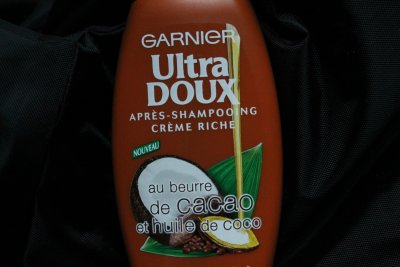 GARNIER
Ultra
DOUX
APRÈS-SHAMPOOING
CRÈME RICHE
NOUVEAU
au beurre
de cacao
et huile de coco